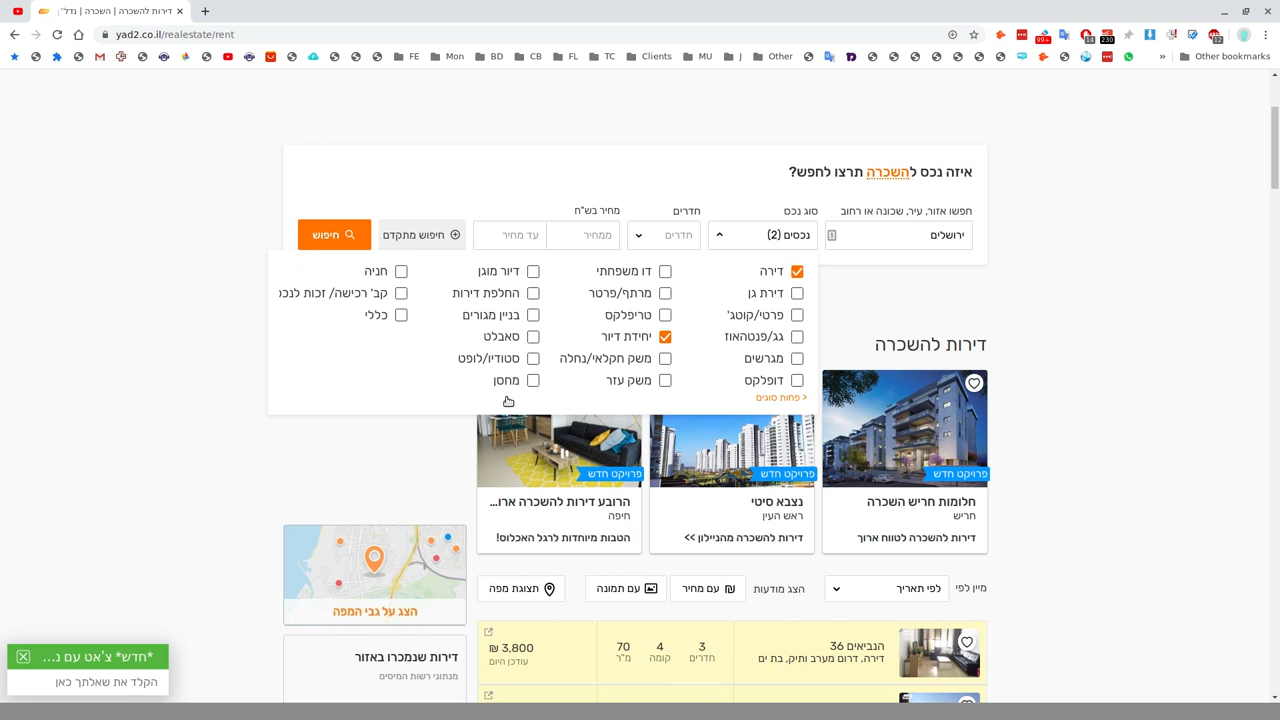 דירות להשכרה | השכרה | נדל"ן
yad2.co.il/realestate/rent
99+
14
230
12
FE
Mon
BD
CB
FL
TC
Clients
MU
J
Other
»
Other bookmarks
איזה נכס להשכרה תרצו לחפש?
חפשו אזור, עיר, שכונה או רחוב
סוג נכס
חדרים
מחיר בש"ח
ירושלים
נכסים (2)
חדרים
ממחיר
עד מחיר
חיפוש מתקדם
חיפוש
דירה
דו משפחתי
דיור מוגן
חניה
דירת גן
מרתף/פרטר
החלפת דירות
קב' רכישה/ זכות לנכס
פרטי/קוטג'
טריפלקס
בניין מגורים
כללי
גג/פנטהאוז
יחידת דיור
סאבלט
מגרשים
משק חקלאי/נחלה
סטודיו/לופט
דופלקס
משק עזר
מחסן
< פחות סוגים
דירות להשכרה
פרויקט חדש
פרויקט חדש
פרויקט חדש
חלומות חריש השכרה
חריש
דירות להשכרה לטווח ארוך
נצבא סיטי
ראש העין
דירות להשכרה מהניילון >>
הרובע דירות להשכרה ארו...
חיפה
הטבות מיוחדות לרגל האכלוס!
הצג על גבי המפה
מיין לפי
לפי תאריך
הצג מודעות
עם מחיר
עם תמונה
תצוגת מפה
הנביאים 36
דירה, דרום מערב ותיק, בת ים
3
חדרים
4
קומה
70
מ"ר
3,800 ₪
עודכן היום
דירות שנמכרו באזור
מנתוני רשות המיסים
*חדש* צ'אט עם נ...
הקלד את שאלתך כאן